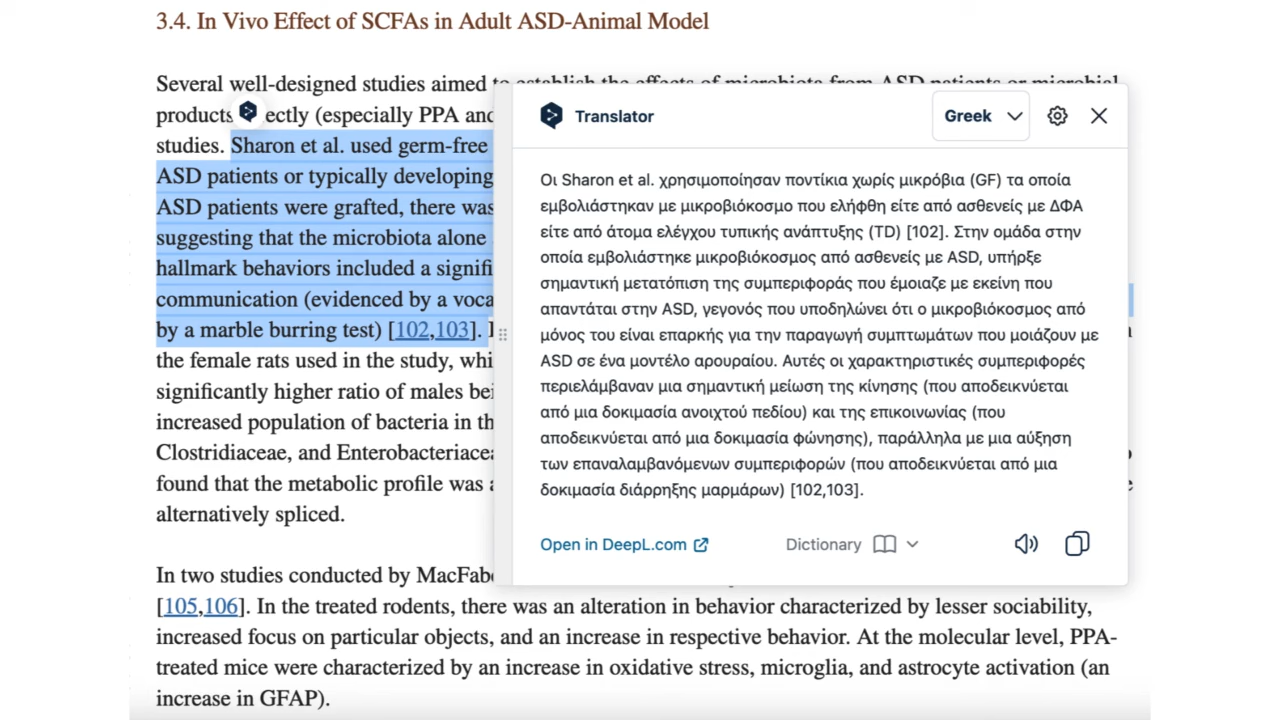 3.4. In Vivo Effect of SCFAs in Adult ASD-Animal Model
Several well-designed studies aimed to establish the effects of microbiota from ASD patients or microbial
products ectly (especially PPA and
studies. Sharon et al. used germ-free
ASD patients or typically developing
ASD patients were grafted, there was
suggesting that the microbiota alone
hallmark behaviors included a signifi
communication (evidenced by a voca
by a marble burring test) [102,103].
the female rats used in the study, whi
significantly higher ratio of males bei
increased population of bacteria in th
Clostridiaceae, and Enterobacteriacea
found that the metabolic profile was a
alternatively spliced.
Translator
Greek
Οι Sharon et al. χρησιμοποίησαν ποντίκια χωρίς μικρόβια (GF) τα οποία
εμβολιάστηκαν με μικροβιόκοσμο που ελήφθη είτε από ασθενείς με ΔΦΑ
είτε από άτομα ελέγχου τυπικής ανάπτυξης (TD) [102]. Στην ομάδα στην
οποία εμβολιάστηκε μικροβιόκοσμος από ασθενείς με ASD, υπήρξε
σημαντική μετατόπιση της συμπεριφοράς που έμοιαζε με εκείνη που
απαντάται στην ASD, γεγονός που υποδηλώνει ότι ο μικροβιόκοσμος από
μόνος του είναι επαρκής για την παραγωγή συμπτωμάτων που μοιάζουν με
ASD σε ένα μοντέλο αρουραίου. Αυτές οι χαρακτηριστικές συμπεριφορές
περιελάμβαναν μια σημαντική μείωση της κίνησης (που αποδεικνύεται
από μια δοκιμασία ανοιχτού πεδίου) και της επικοινωνίας (που
αποδεικνύεται από μια δοκιμασία φώνησης), παράλληλα με μια αύξηση
των επαναλαμβανόμενων συμπεριφορών (που αποδεικνύεται από μια
δοκιμασία διάρρηξης μαρμάρων) [102,103].
Open in DeepL.com
Dictionary
In two studies conducted by MacFabe
[105,106]. In the treated rodents, there was an alteration in behavior characterized by lesser sociability,
increased focus on particular objects, and an increase in respective behavior. At the molecular level, PPA-
treated mice were characterized by an increase in oxidative stress, microglia, and astrocyte activation (an
increase in GFAP).